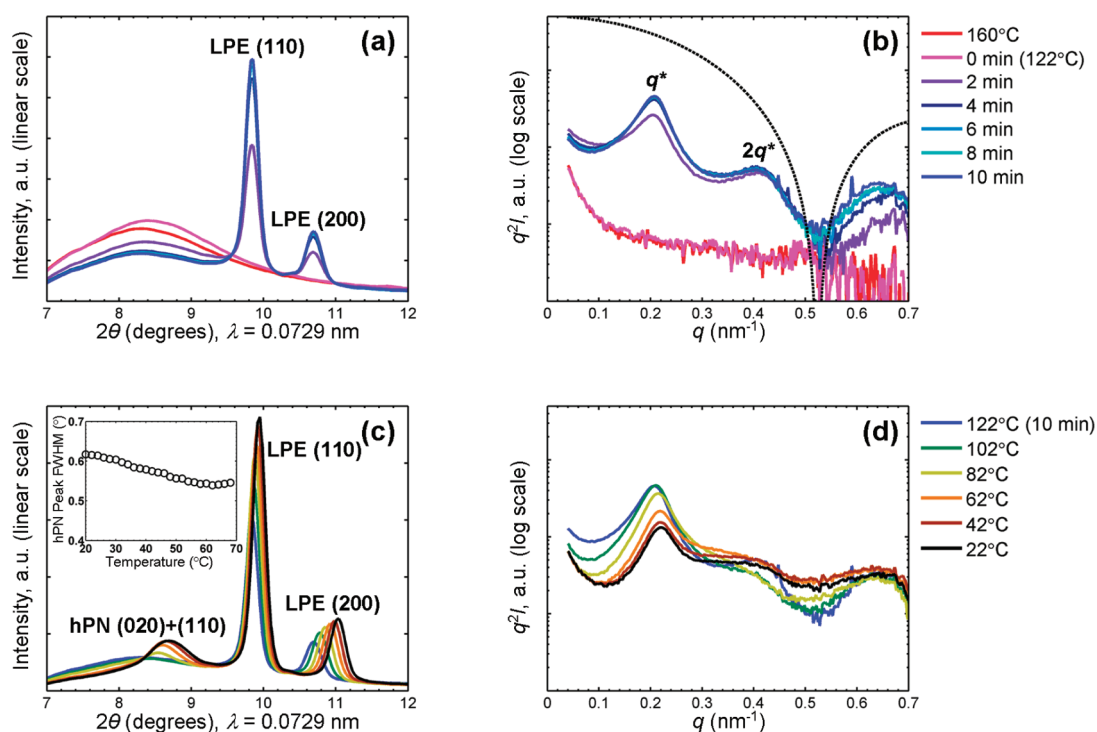 (a)
LPE (110)
LPE (200)
Intensity, a.u. (linear scale)
7 8 9 10 11 12
2θ (degrees), λ = 0.0729 nm
(b)
q*
2q*
q²I, a.u. (log scale)
0 0.1 0.2 0.3 0.4 0.5 0.6 0.7
q (nm⁻¹)
160°C
0 min (122°C)
2 min
4 min
6 min
8 min
10 min
(c)
LPE (110)
LPE (200)
hPN (020)+(110)
Intensity, a.u. (linear scale)
7 8 9 10 11 12
2θ (degrees), λ = 0.0729 nm
hPN Peak FWHM (°)
0.7
0.6
0.5
0.4
20 30 40 50 60 70
Temperature (°C)
(d)
q²I, a.u. (log scale)
0 0.1 0.2 0.3 0.4 0.5 0.6 0.7
q (nm⁻¹)
122°C (10 min)
102°C
82°C
62°C
42°C
22°C